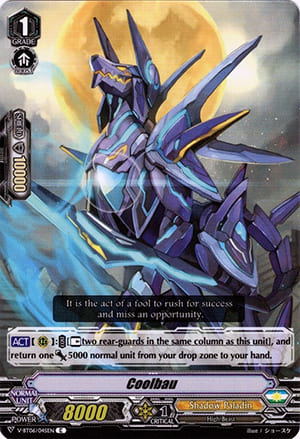 1
GRADE
BOOST
10000
It is the act of a fool to rush for success
and miss an opportunity.
ACT [two rear-guards in the same column as this unit], and
return one 5000 normal unit from your drop zone to your hand.
Coolbau
NORMAL
UNIT
POWER
8000
1
CRITICAL
Shadow Paladin
High Beast
V-BT06/045EN C
illust / ショースケ